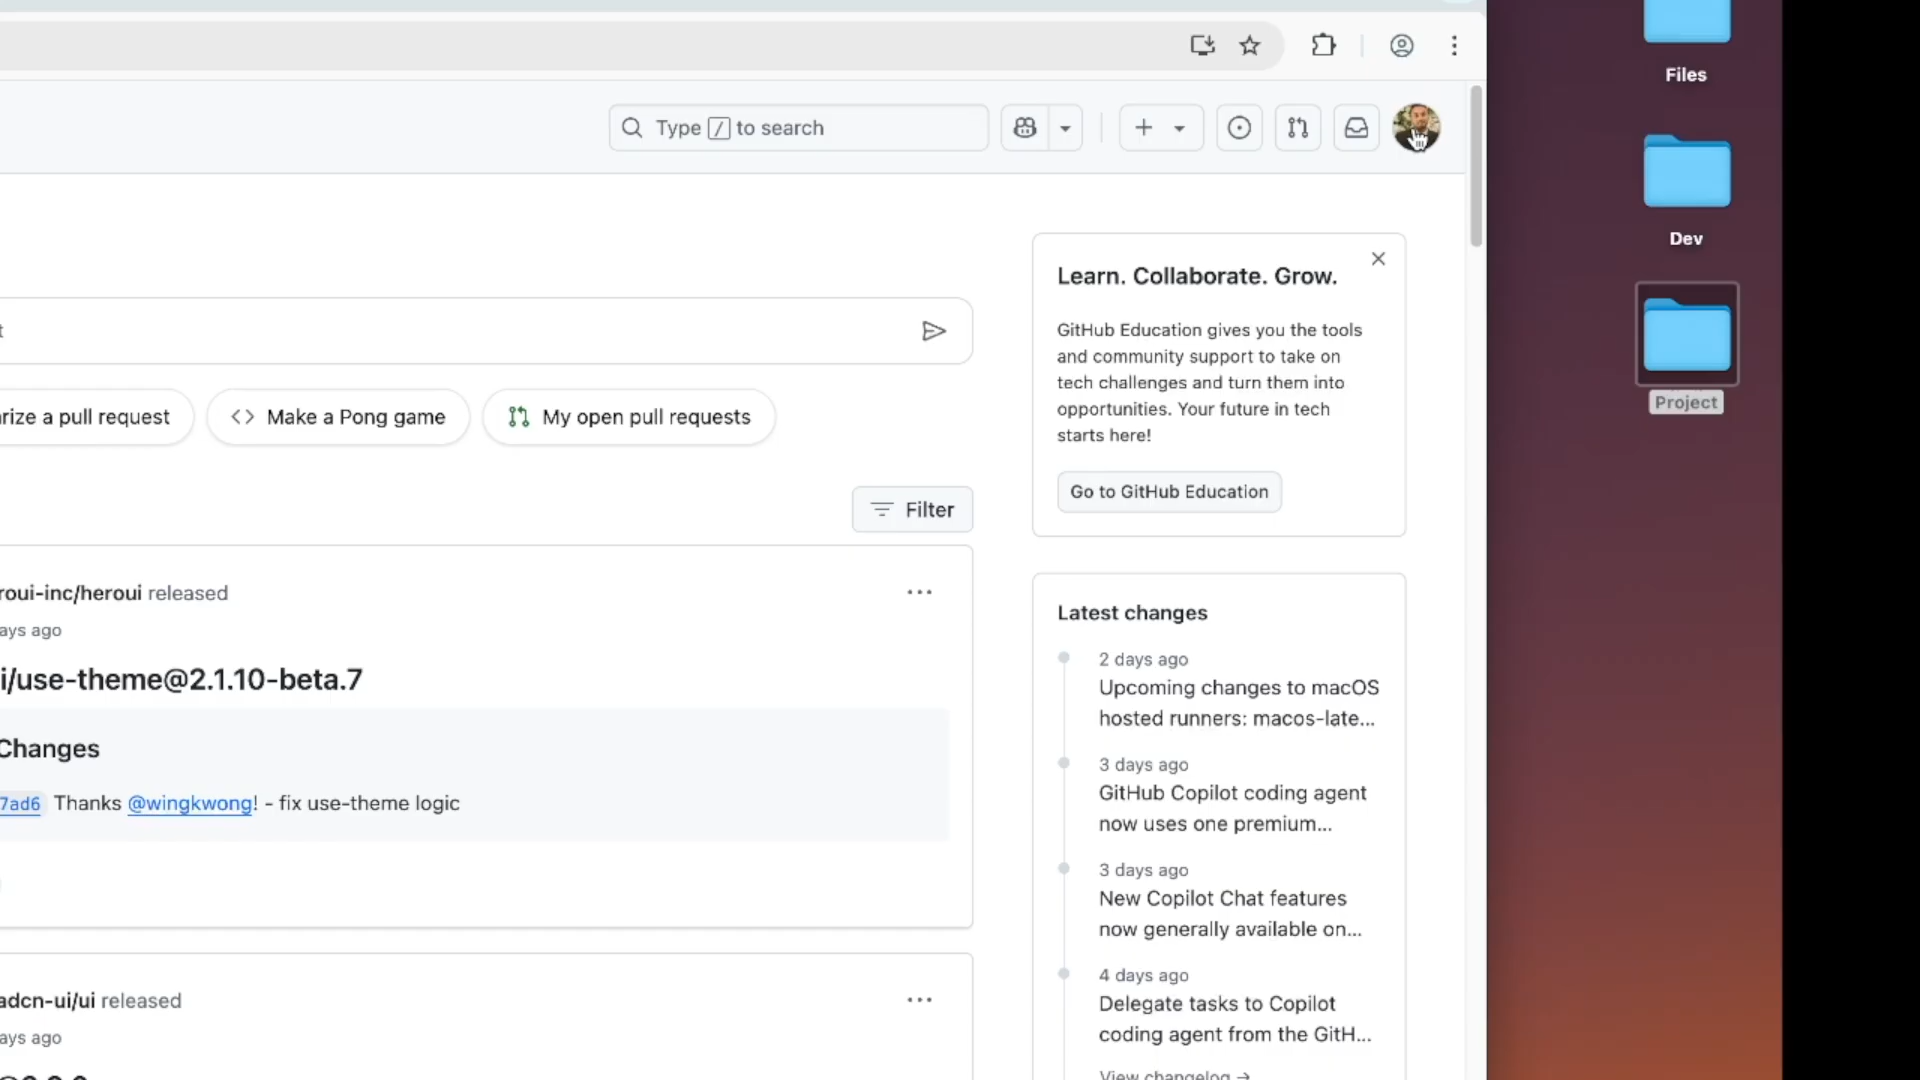 Files
Type / to search
Dev
Learn. Collaborate. Grow.
GitHub Education gives you the tools
and community support to take on
tech challenges and turn them into
opportunities. Your future in tech
starts here!
Go to GitHub Education
Project
t
rize a pull request
Make a Pong game
My open pull requests
Filter
roui-inc/heroui released
ays ago
i/use-theme@2.1.10-beta.7
Changes
7ad6 Thanks @wingkwong! - fix use-theme logic
adcn-ui/ui released
ays ago
Latest changes
2 days ago
Upcoming changes to macOS
hosted runners: macos-late...
3 days ago
GitHub Copilot coding agent
now uses one premium...
3 days ago
New Copilot Chat features
now generally available on...
4 days ago
Delegate tasks to Copilot
coding agent from the GitH...
View changelog →